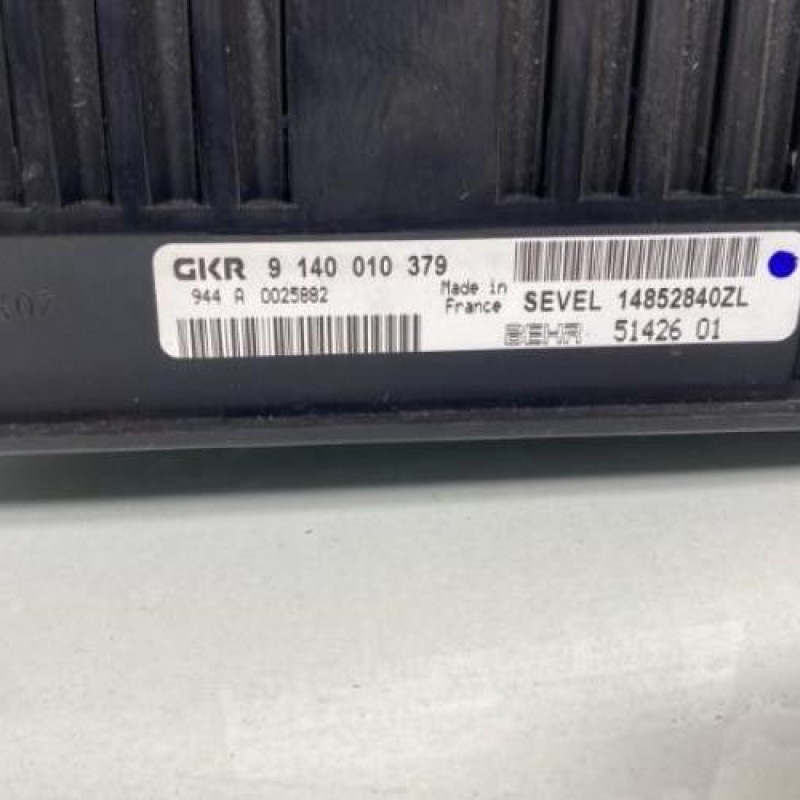 GKR 9 140 010 379
944 A 0025882
Made in
France
SEVEL 14852840ZL
BEHR 51426 01